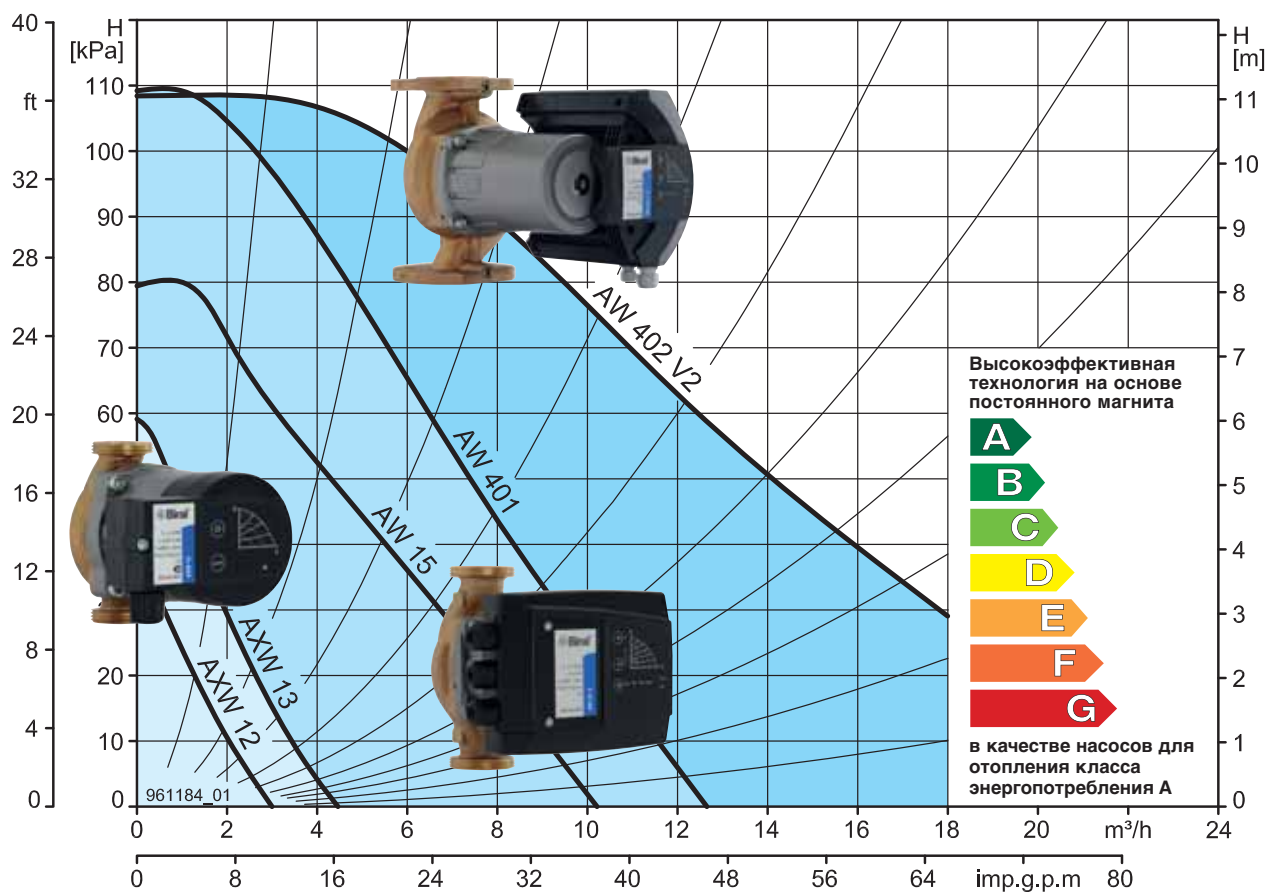 40
H
[kPa]
H
[m]
110
ft
11
100
10
32
90
9
28
80
8
24
70
7
AW 402 V2
Высокоэффективная
технология на основе
постоянного магнита
20
60
6
A
AW 401
B
16
5
C
AW 15
4
12
D
E
3
8
AXW 13
F
20
2
AXW 12
G
4
10
1
в качестве насосов для
отопления класса
энергопотребления A
961184_01
0
0
0
0 2 4 6 8 10 12 14 16 18 20 m³/h 24
0 8 16 24 32 40 48 56 64 imp.g.p.m 80
Biral
Biral
Biral